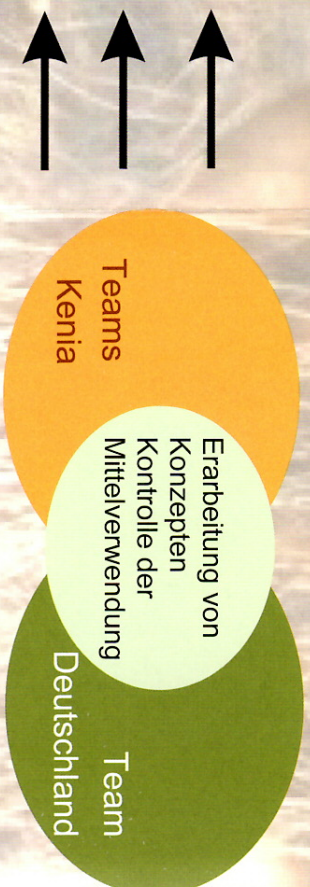 Teams
Kenia
Erarbeitung von
Konzepten
Kontrolle der
Mittelverwendung
Team
Deutschland